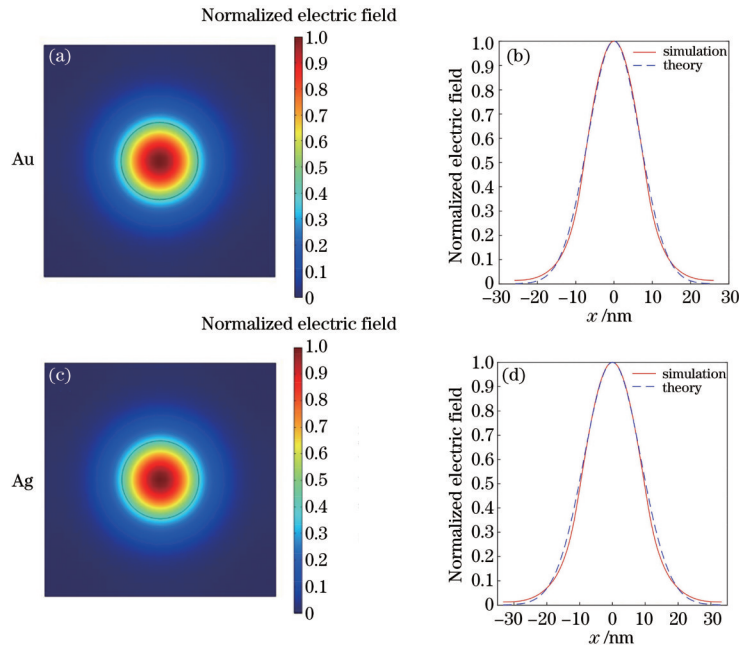 Normalized electric field
(a)
Au
1.0
0.9
0.8
0.7
0.6
0.5
0.4
0.3
0.2
0.1
0
(b)
simulation
theory
Normalized electric field
1.0
0.9
0.8
0.7
0.6
0.5
0.4
0.3
0.2
0.1
0
−30 −20 −10 0 10 20 30
x /nm
Normalized electric field
(c)
Ag
1.0
0.9
0.8
0.7
0.6
0.5
0.4
0.3
0.2
0.1
0
(d)
simulation
theory
Normalized electric field
1.0
0.9
0.8
0.7
0.6
0.5
0.4
0.3
0.2
0.1
0
−30 −20 −10 0 10 20 30
x /nm